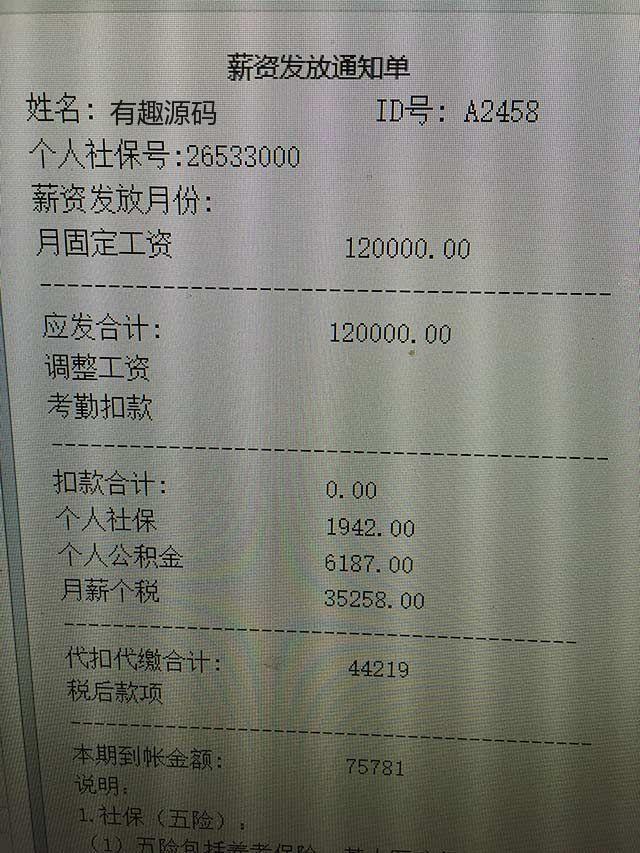 薪资发放通知单
姓名：有趣源码 ID号：A2458
个人社保号:26533000
薪资发放月份:
月固定工资 120000.00
应发合计: 120000.00
调整工资
考勤扣款
扣款合计: 0.00
个人社保 1942.00
个人公积金 6187.00
月薪个税 35258.00
代扣代缴合计: 44219
税后款项
本期到帐金额: 75781
说明:
1.社保（五险）:
（1）五险包括养老保险